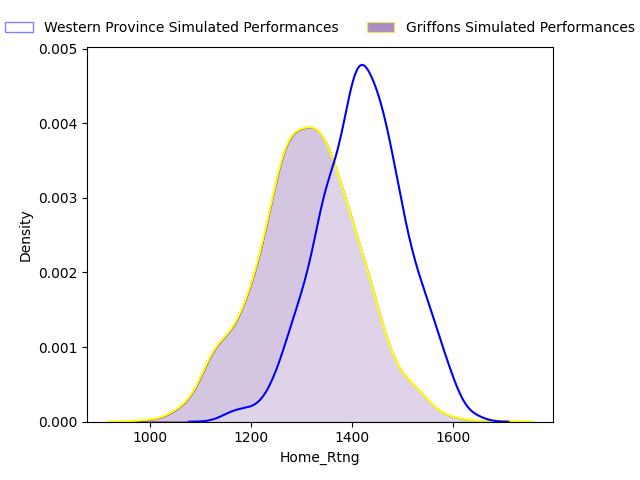 Western Province Simulated Performances Griffons Simulated Performances
0.005
0.004
0.003
0.002
0.001
0.000
Density
1000 1200 1400 1600
Home_Rtng